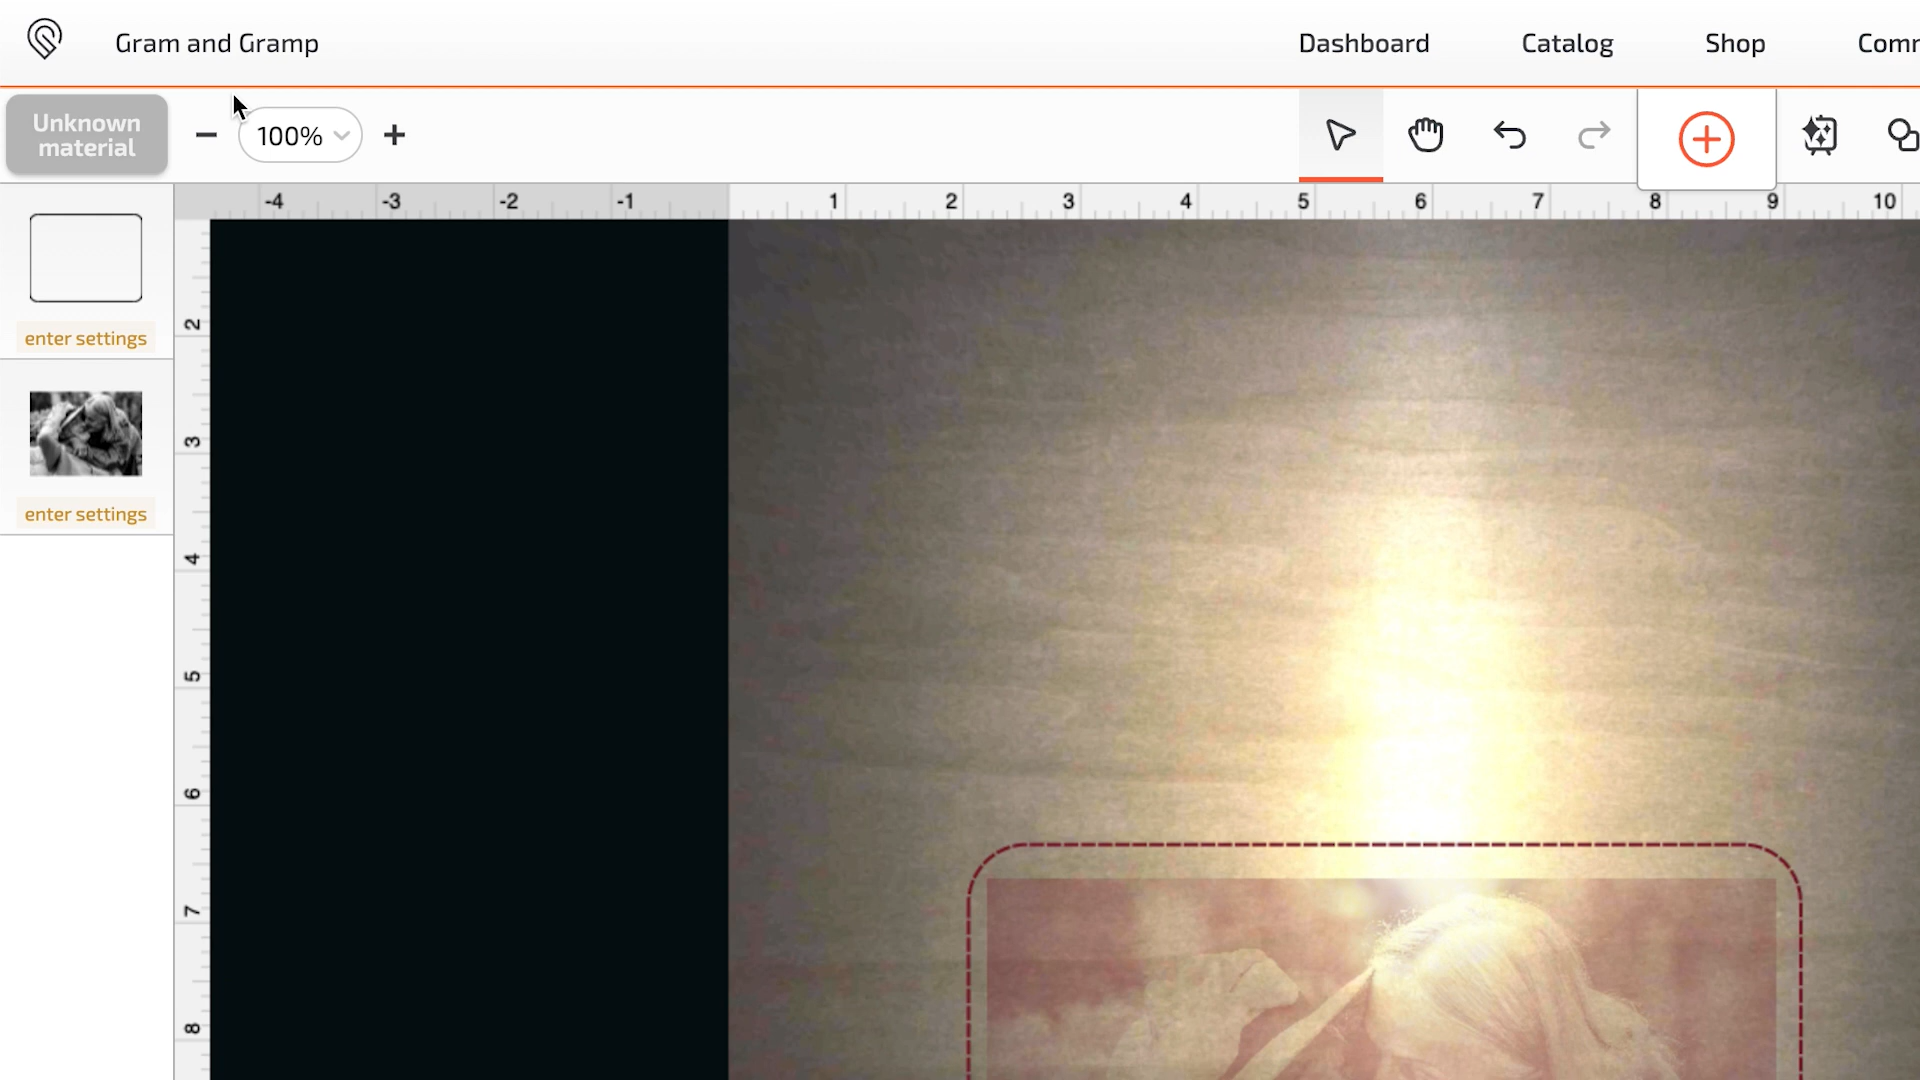 Gram and Gramp
Dashboard
Catalog
Shop
Unknown
material
100%
-4 -3 -2 -1 1 2 3 4 5 6 7 8 9 10
enter settings
enter settings
2
3
4
5
6
7
8